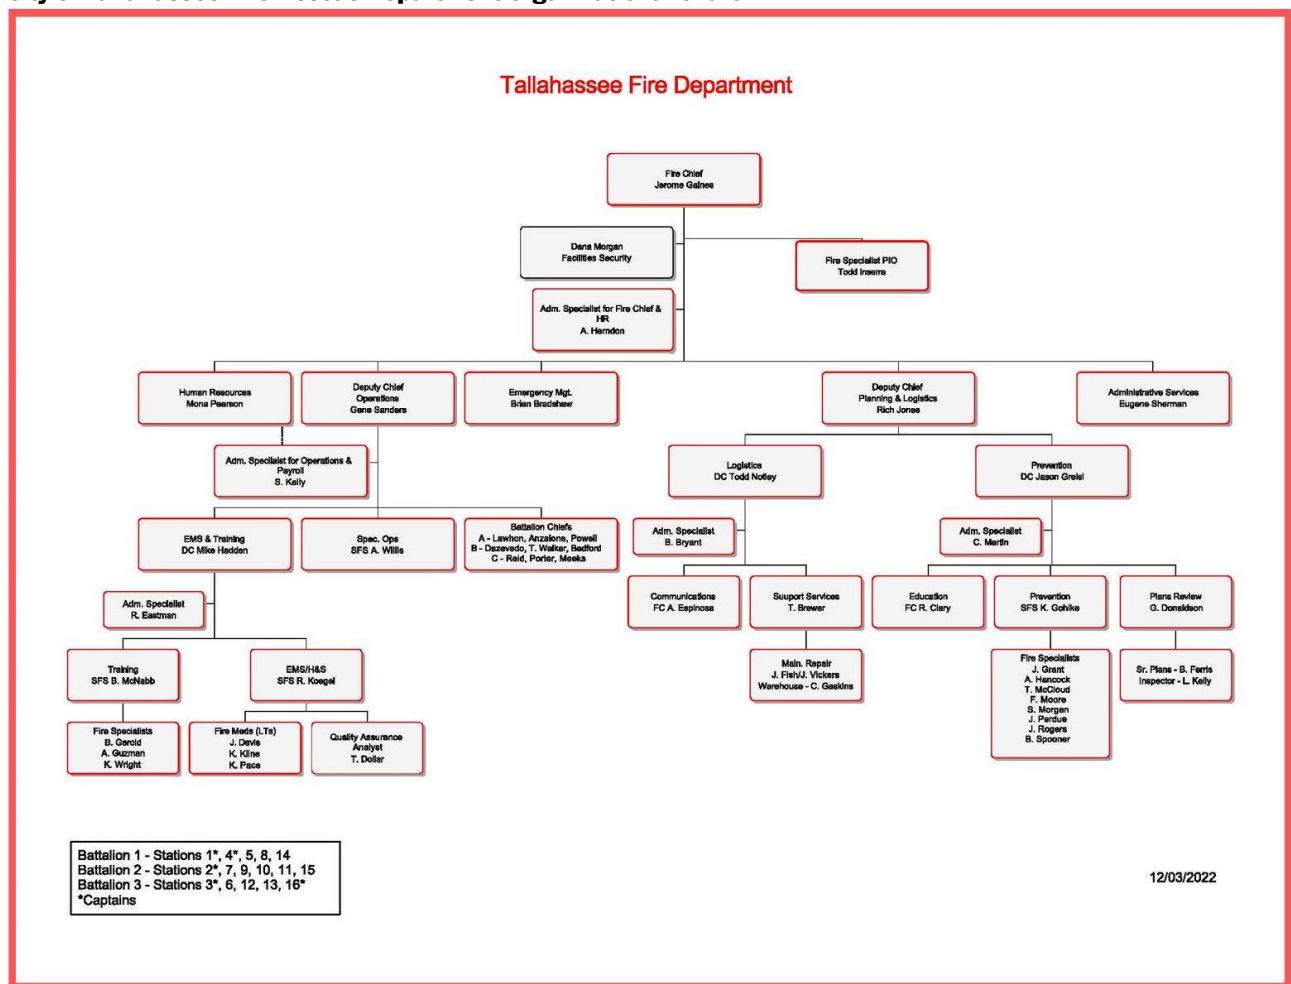 Tallahassee Fire Department
Fire Chief
Jerome Gaines
Dana Morgan
Facilities Security
Fire Specialist PIO
Todd Inserra
Adm. Specialist for Fire Chief &
HR
A. Herndon
Human Resources
Mona Pearson
Deputy Chief
Operations
Gene Sanders
Emergency Mgt.
Brian Bradshaw
Deputy Chief
Planning & Logistics
Rich Jones
Administrative Services
Eugene Sherman
Adm. Speciliaist for Operations &
Payroll
S. Kelly
Logistics
DC Todd Notley
Prevention
DC Jason Greisl
EMS & Training
DC Mike Hadden
Spec. Ops
SFS A. Willis
Battalion Chiefs
A - Lawhon, Anzalone, Powell
B - Dazevedo, T. Walker, Bedford
C - Reid, Porter, Meeks
Adm. Specialist
B. Bryant
Adm. Specialist
C. Martin
Communications
FC A. Espinosa
Suuport Services
T. Brewer
Education
FC R. Clary
Prevention
SFS K. Gohlke
Plans Review
G. Donaldson
Adm. Specialist
R. Eastman
Training
SFS B. McNabb
EMS/H&S
SFS R. Koegel
Main. Repair
J. Fish/J. Vickers
Warehouse - C. Gaskins
Fire Specialists
J. Grant
A. Hancock
T. McCloud
F. Moore
S. Morgan
J. Perdue
J. Rogers
B. Spooner
Sr. Plans - B. Ferris
Inspector - L. Kelly
Fire Specialists
B. Gerold
A. Guzman
K. Wright
Fire Meds (LTs)
J. Davis
K. Kline
K. Pace
Quality Assurance
Analyst
T. Dollar
Battalion 1 - Stations 1*, 4*, 5, 8, 14
Battalion 2 - Stations 2*, 7, 9, 10, 11, 15
Battalion 3 - Stations 3*, 6, 12, 13, 16*
*Captains
12/03/2022